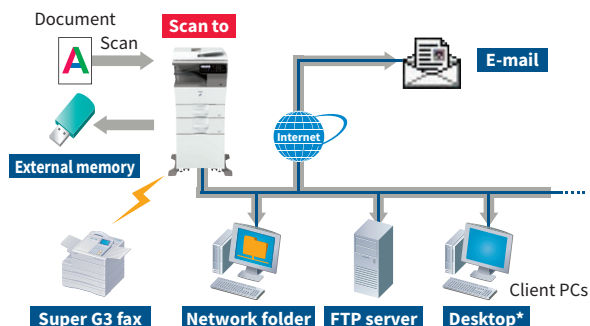 Document
Scan to
A
Scan
E-mail
Internet
External memory
Client PCs
Super G3 fax
Network folder
FTP server
Desktop*